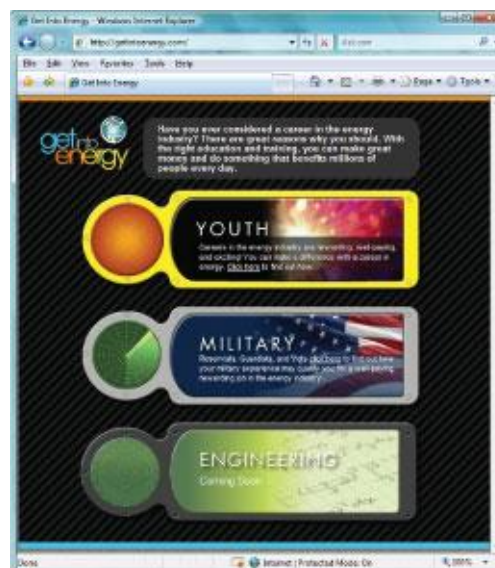 Get Into Energy - Windows Internet Explorer
http://getintoenergy.com/
File Edit View Favorites Tools Help
Get Into Energy
Page Tools
get into
energy
Have you ever considered a career in the energy
industry? There are great reasons why you should. With
the right education and training, you can make great
money and do something that benefits millions of
people every day.
YOUTH
Careers in the energy industry are rewarding, well-paying,
and exciting! You can make a difference with a career in
energy. Click here to find out how.
MILITARY
Reservists, Guardists, and Vets click here to find out how
your military experience may qualify you for a well-paying
rewarding job in the energy industry.
ENGINEERING
Coming Soon
Done
Internet | Protected Mode: On
100%